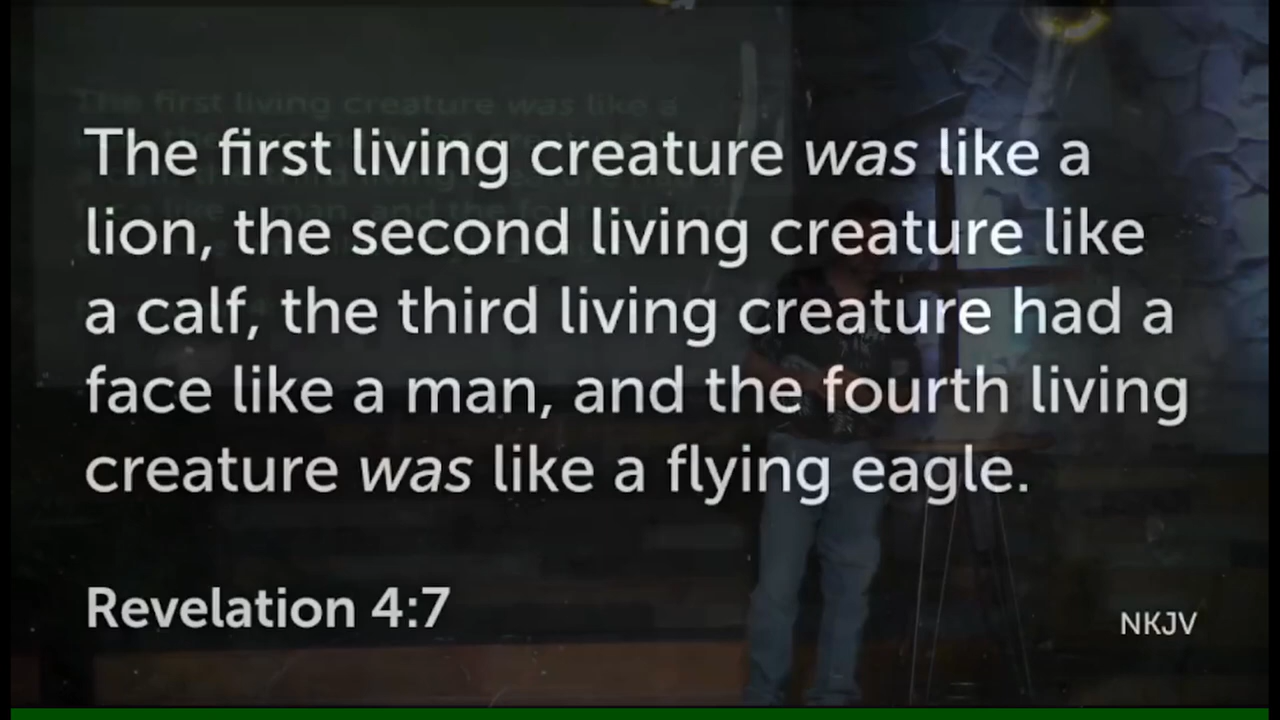 The first living creature was like a
lion, the second living creature like
a calf, the third living creature had a
face like a man, and the fourth living
creature was like a flying eagle.
Revelation 4:7
NKJV